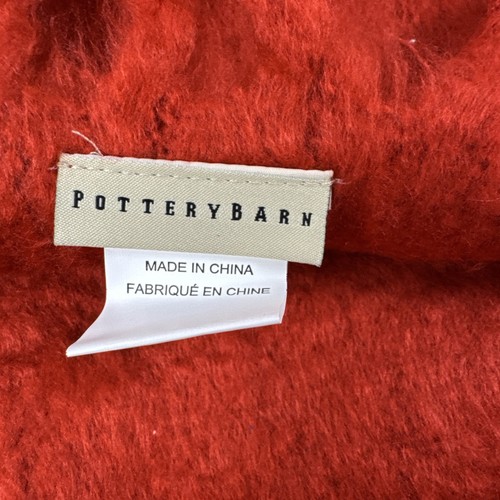 POTTERYBARN
MADE IN CHINA
FABRIQUÉ EN CHINE